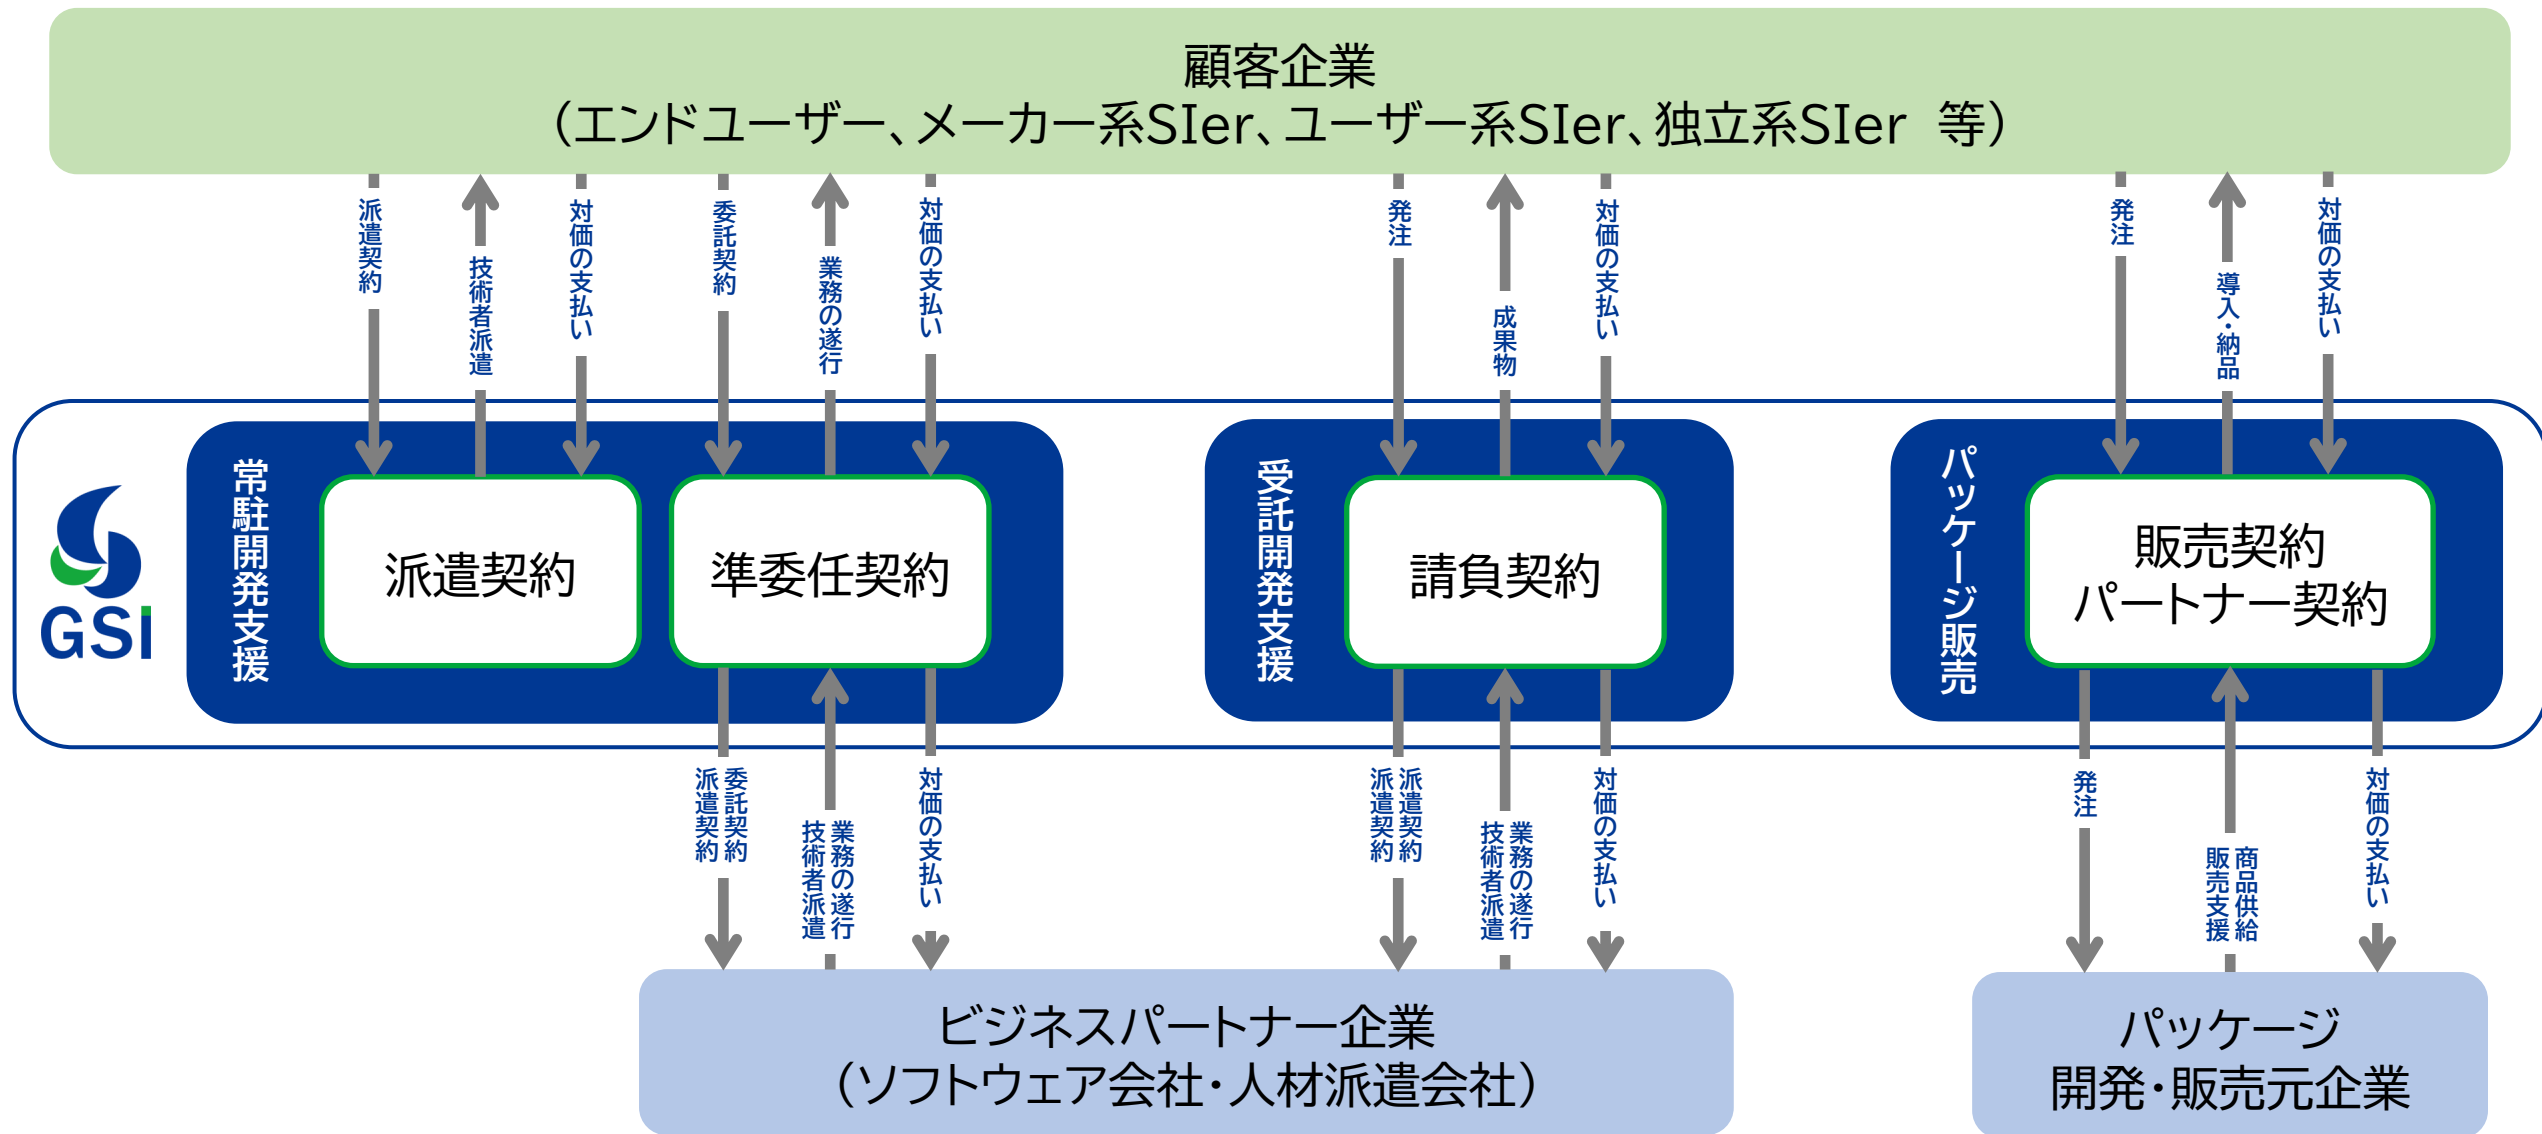 顧客企業
（エンドユーザー、メーカー系SIer、ユーザー系SIer、独立系SIer 等）
派遣契約
技術者派遣
対価の支払い
委託契約
業務の遂行
対価の支払い
発注
成果物
対価の支払い
発注
導入・納品
対価の支払い
GSi
常駐開発支援
派遣契約
準委任契約
受託開発支援
請負契約
パッケージ販売
販売契約
パートナー契約
委託契約
派遣契約
業務の遂行
技術者派遣
対価の支払い
派遣契約
派遣契約
業務の遂行
技術者派遣
対価の支払い
発注
商品供給
販売支援
対価の支払い
ビジネスパートナー企業
（ソフトウェア会社・人材派遣会社）
パッケージ
開発・販売元企業